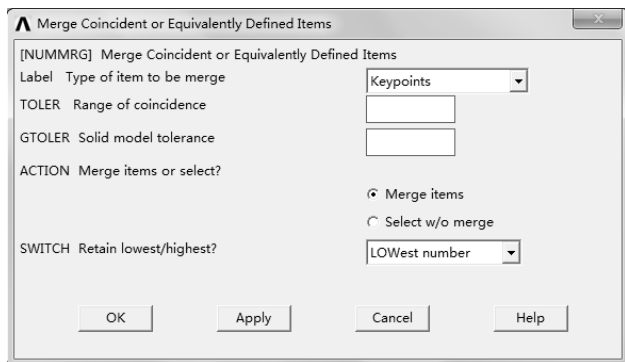 Merge Coincident or Equivalently Defined Items
[NUMMRG] Merge Coincident or Equivalently Defined Items
Label Type of item to be merge
Keypoints
TOLER Range of coincidence
GTOLER Solid model tolerance
ACTION Merge items or select?
Merge items
Select w/o merge
SWITCH Retain lowest/highest?
LOWest number
OK Apply Cancel Help